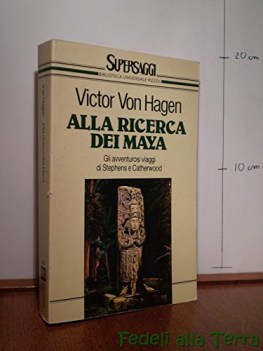 SUPERSAGGI
BIBLIOTECA UNIVERSALE RIZZOLI
Victor Von Hagen
ALLA RICERCA
DEI MAYA
Gli avventurosi viaggi
di Stephens e Catherwood
20 cm
10 cm
Fedeli alla Terra